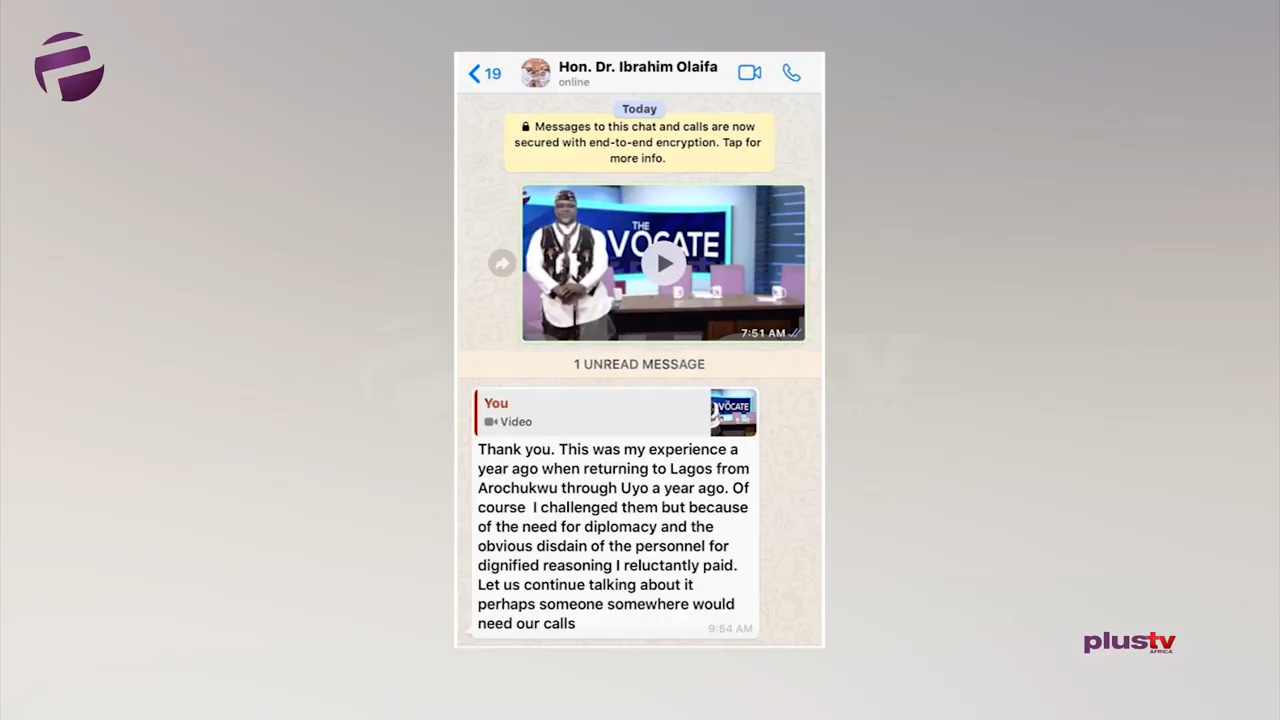 19
Hon. Dr. Ibrahim Olaifa
online
Today
Messages to this chat and calls are now
secured with end-to-end encryption. Tap for
more info.
THE
VOCATE
7:51 AM
1 UNREAD MESSAGE
You
Video
VOCATE
Thank you. This was my experience a
year ago when returning to Lagos from
Arochukwu through Uyo a year ago. Of
course I challenged them but because
of the need for diplomacy and the
obvious disdain of the personnel for
dignified reasoning I reluctantly paid.
Let us continue talking about it
perhaps someone somewhere would
need our calls
9:54 AM
plustv
AFRICA